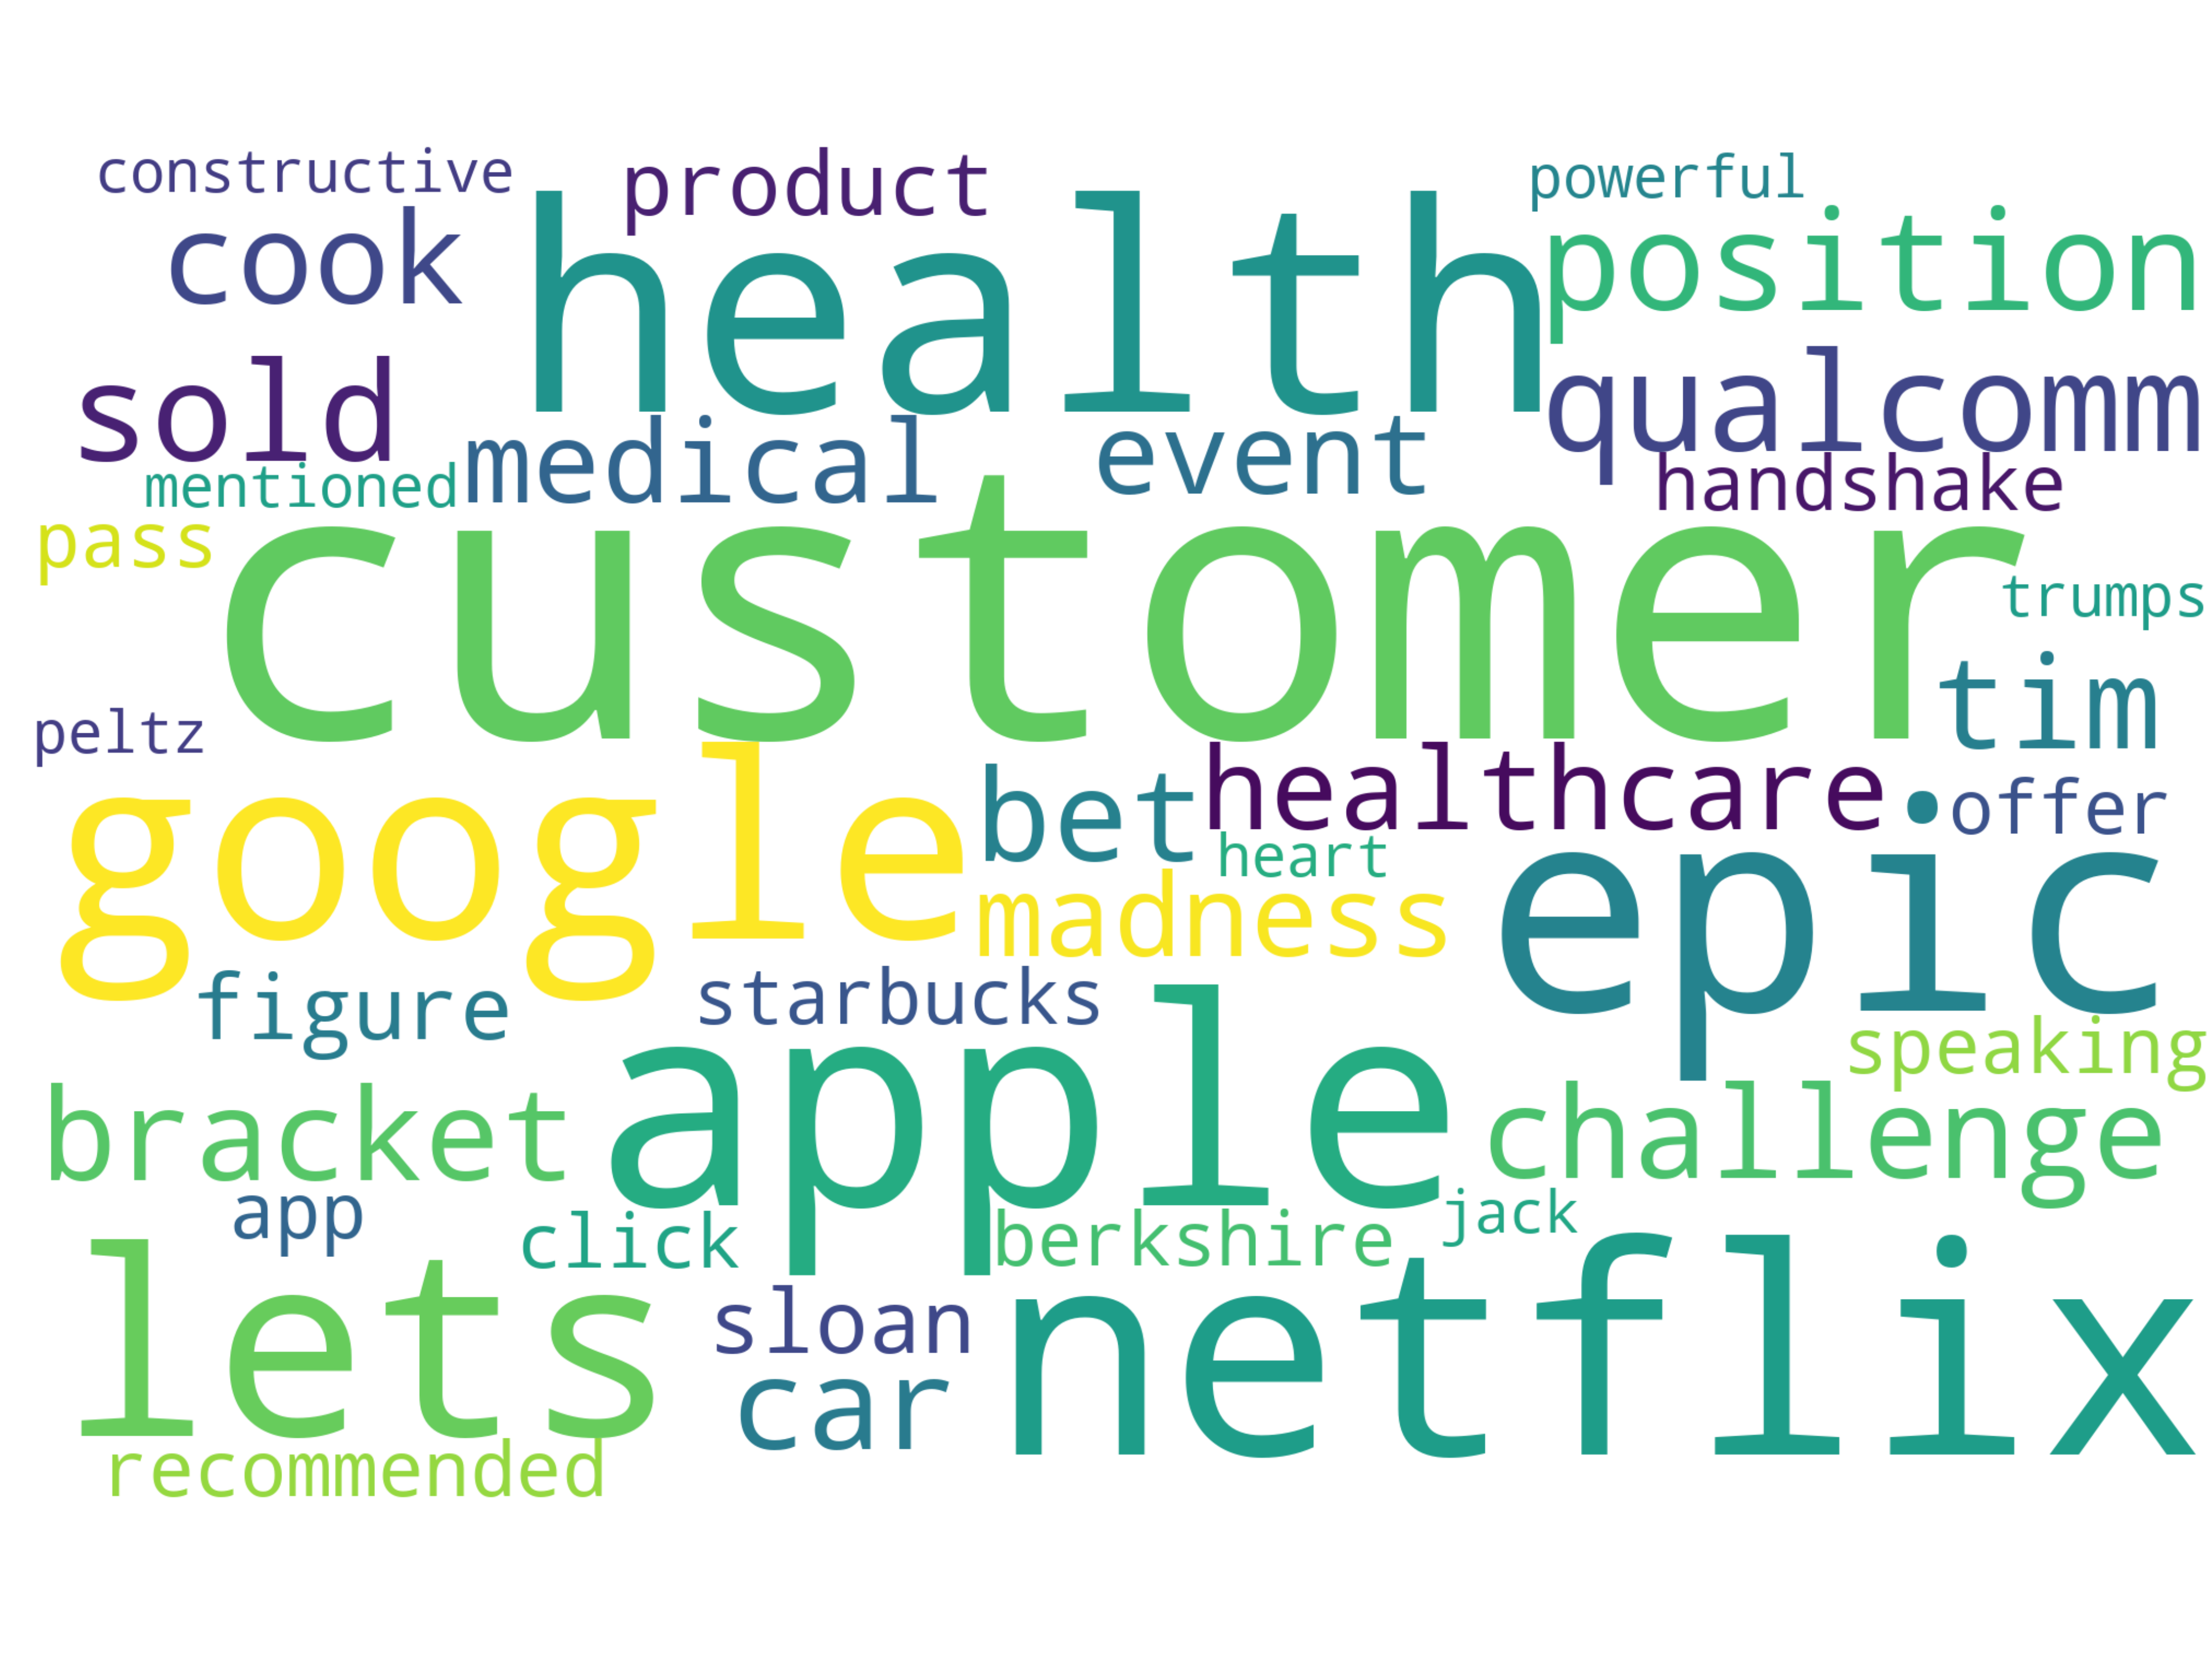 constructive
product
powerful
cook
health
position
sold
qualcomm
medical
event
mentioned
handshake
pass
customer
trumps
tim
peltz
google
bet
healthcare
offer
heart
epic
madness
figure
starbucks
speaking
bracket
apple
challenge
app
click
berkshire
jack
lets
sloan
netflix
car
recommended